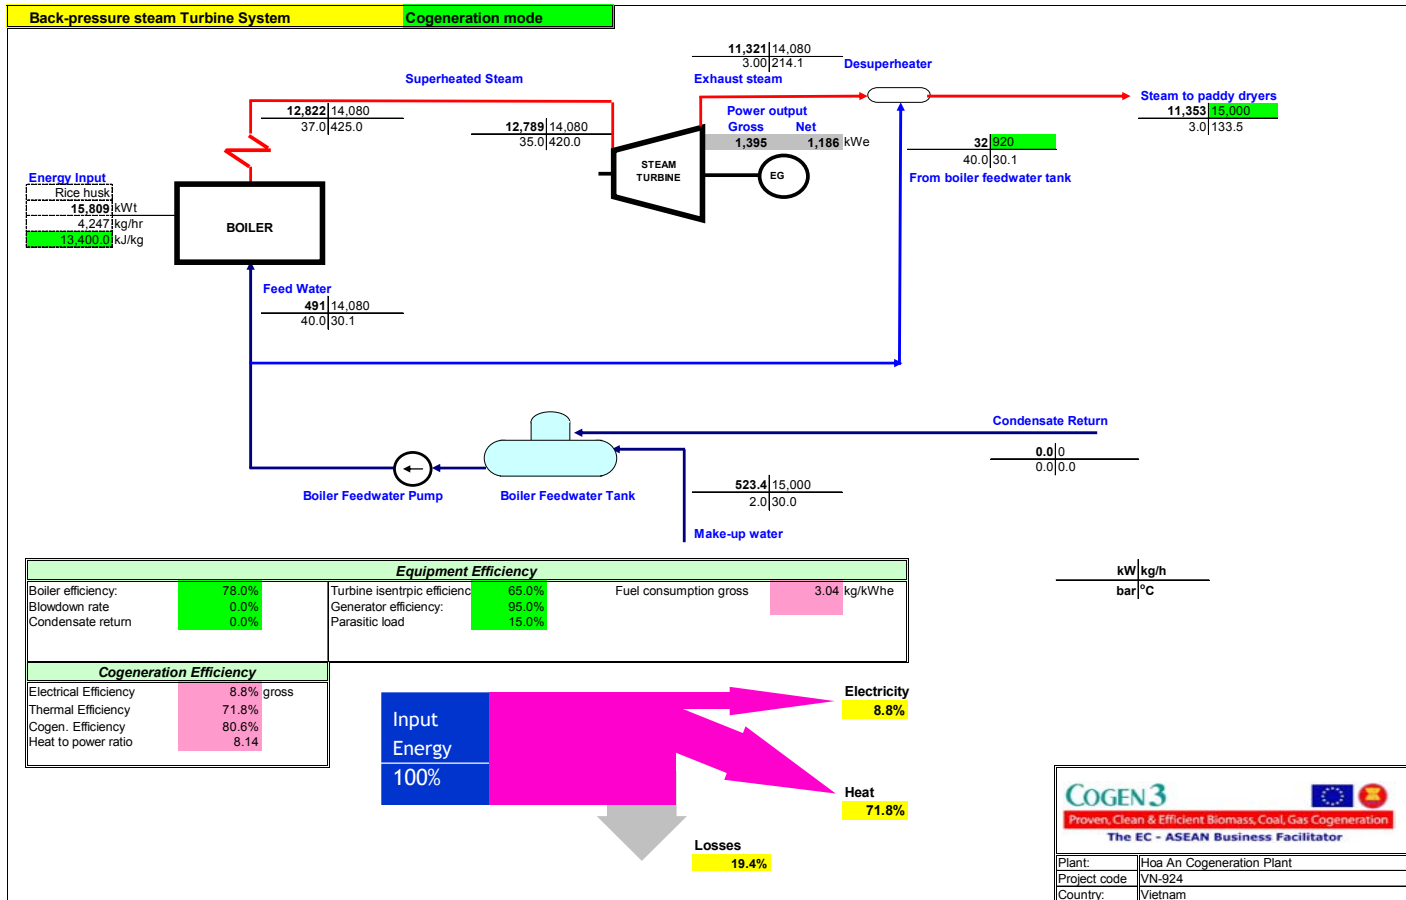 Back-pressure steam Turbine System Cogeneration mode
11,321 14,080
3.00 214.1
Desuperheater
Superheated Steam
Exhaust steam
Steam to paddy dryers
12,822 14,080
37.0 425.0
11,353 15,000
3.0 133.5
Power output
Gross Net
1,395 1,186 kWe
12,789 14,080
35.0 420.0
32 920
40.0 30.1
From boiler feedwater tank
STEAM
TURBINE
EG
Energy Input
Rice husk
15,809 kWt
4,247 kg/hr
13,400.0 kJ/kg
BOILER
Feed Water
491 14,080
40.0 30.1
Condensate Return
0.0 0
0.0 0.0
Boiler Feedwater Pump
Boiler Feedwater Tank
523.4 15,000
2.0 30.0
Make-up water
kW kg/h
bar °C
Equipment Efficiency
Boiler efficiency: 78.0% Turbine isentrpic efficienc 65.0% Fuel consumption gross 3.04 kg/kWhe
Blowdown rate 0.0% Generator efficiency: 95.0%
Condensate return 0.0% Parasitic load 15.0%
Cogeneration Efficiency
Electrical Efficiency 8.8% gross
Thermal Efficiency 71.8%
Cogen. Efficiency 80.6%
Heat to power ratio 8.14
Input
Energy
100%
Electricity
8.8%
Heat
71.8%
Losses
19.4%
COGEN 3
Proven, Clean & Efficient Biomass, Coal, Gas Cogeneration
The EC - ASEAN Business Facilitator
Plant: Hoa An Cogeneration Plant
Project code VN-924
Country: Vietnam